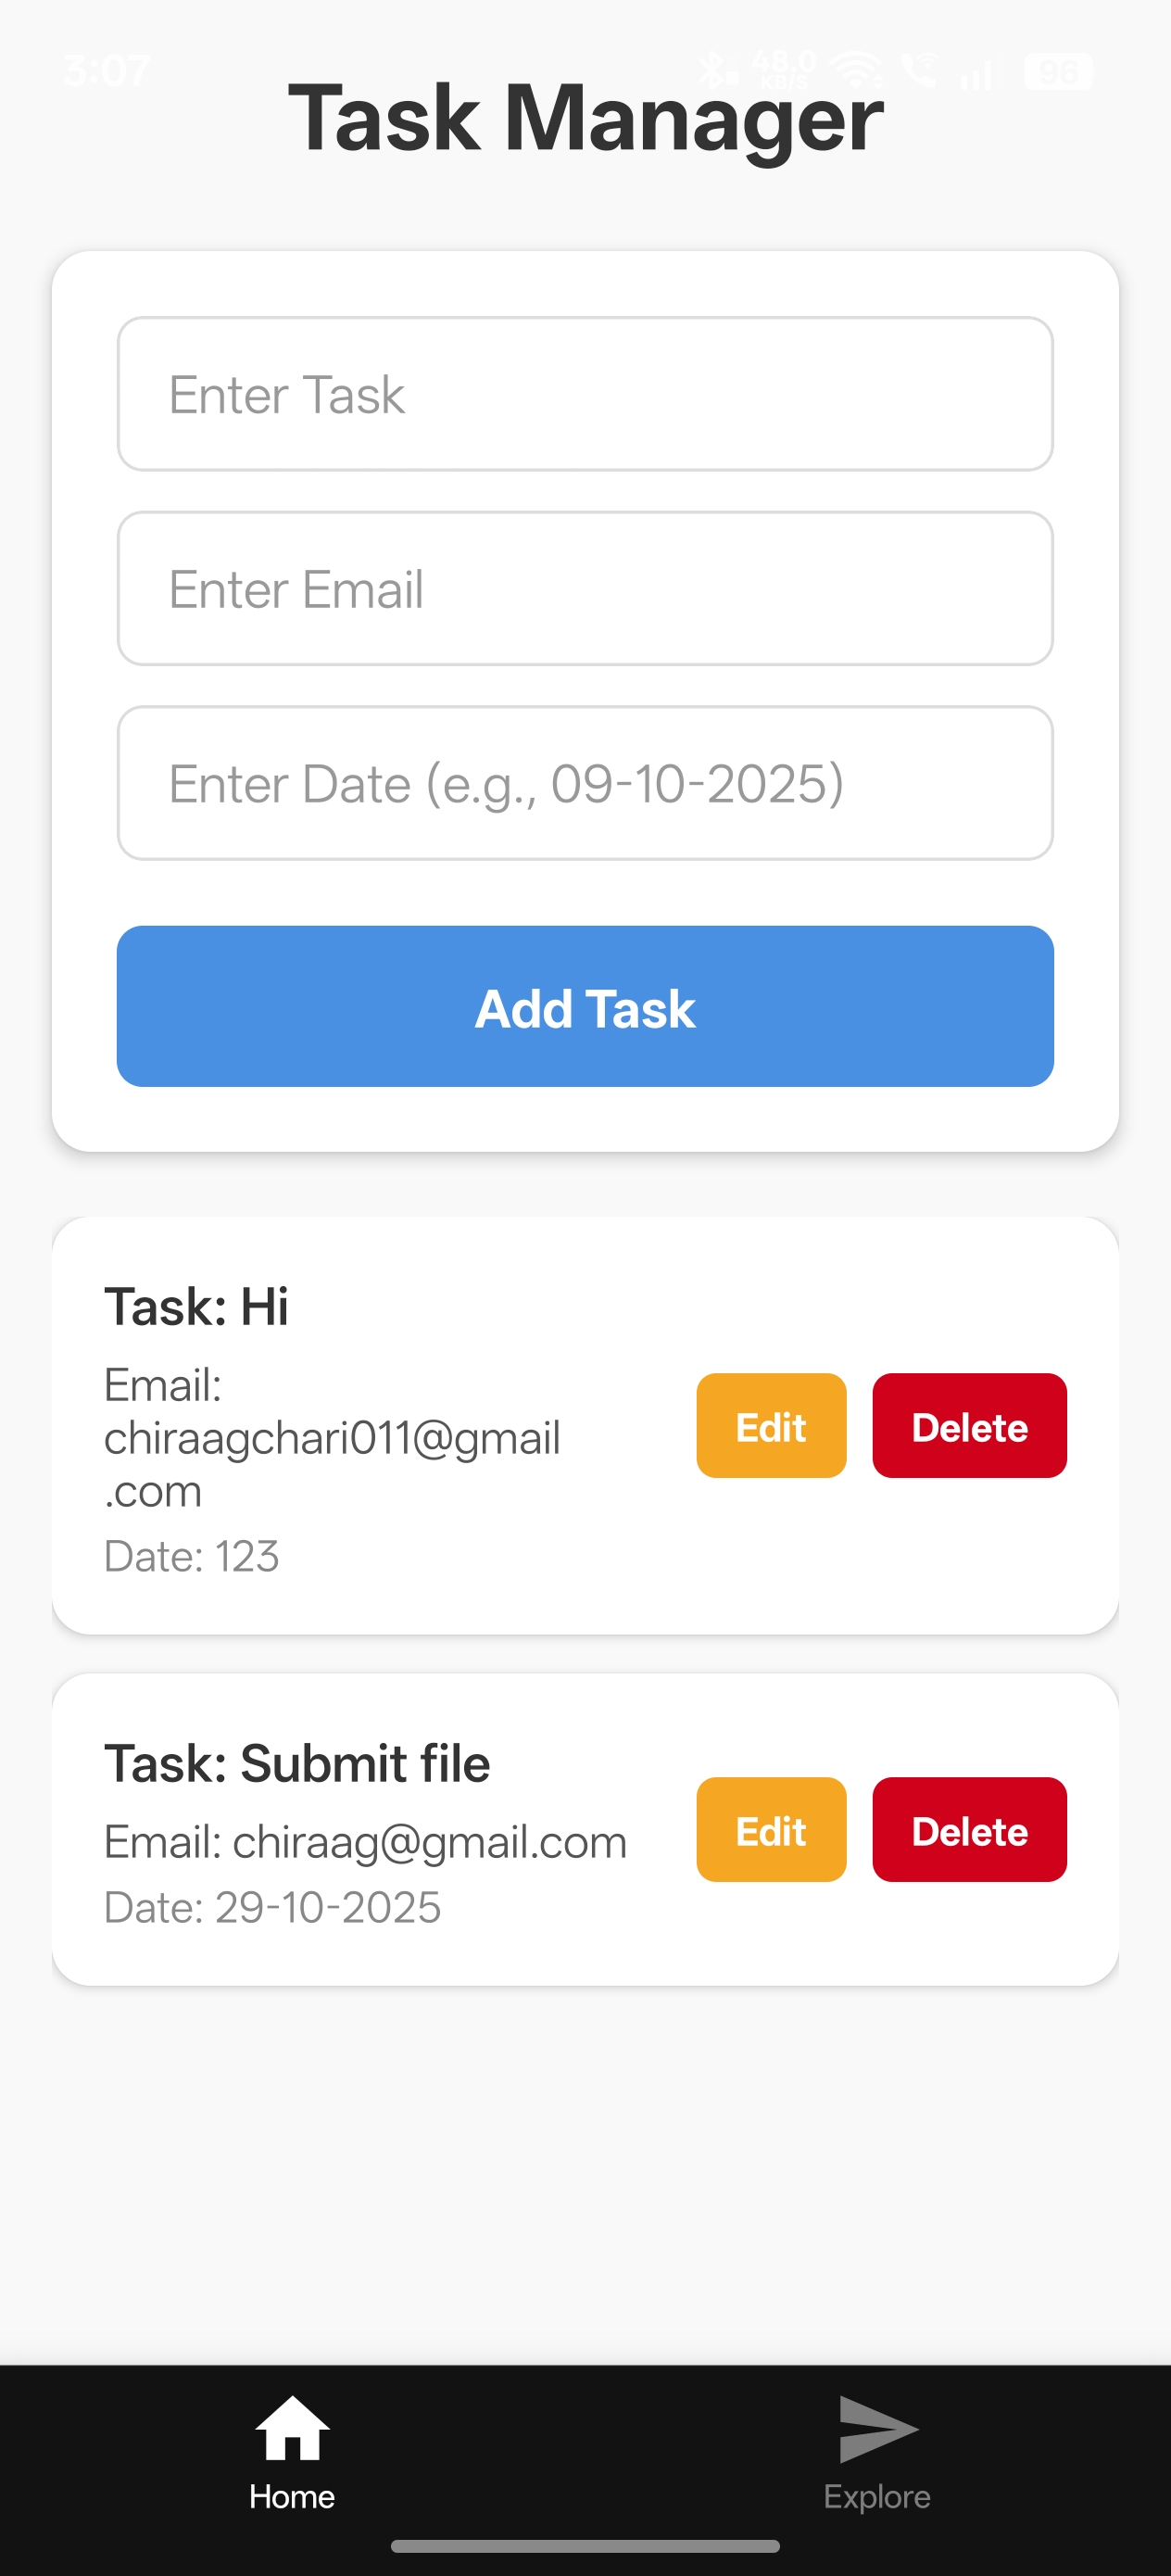 3:07
48.0
KB/S
96
Task Manager
Enter Task
Enter Email
Enter Date (e.g., 09-10-2025)
Add Task
Task: Hi
Email:
chiraagchari011@gmail
.com
Date: 123
Edit
Delete
Task: Submit file
Email: chiraag@gmail.com
Date: 29-10-2025
Edit
Delete
Home
Explore